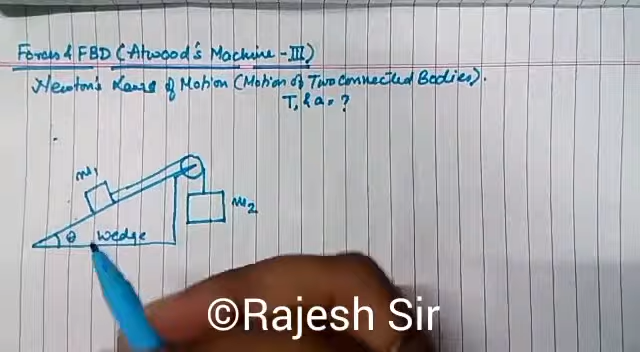 Forces & FBD (Atwood's Machine - III)
Newton's Laws of Motion (Motion of Two Connected Bodies).
T, & a = ?
m1
m2
θ wedge
©Rajesh Sir